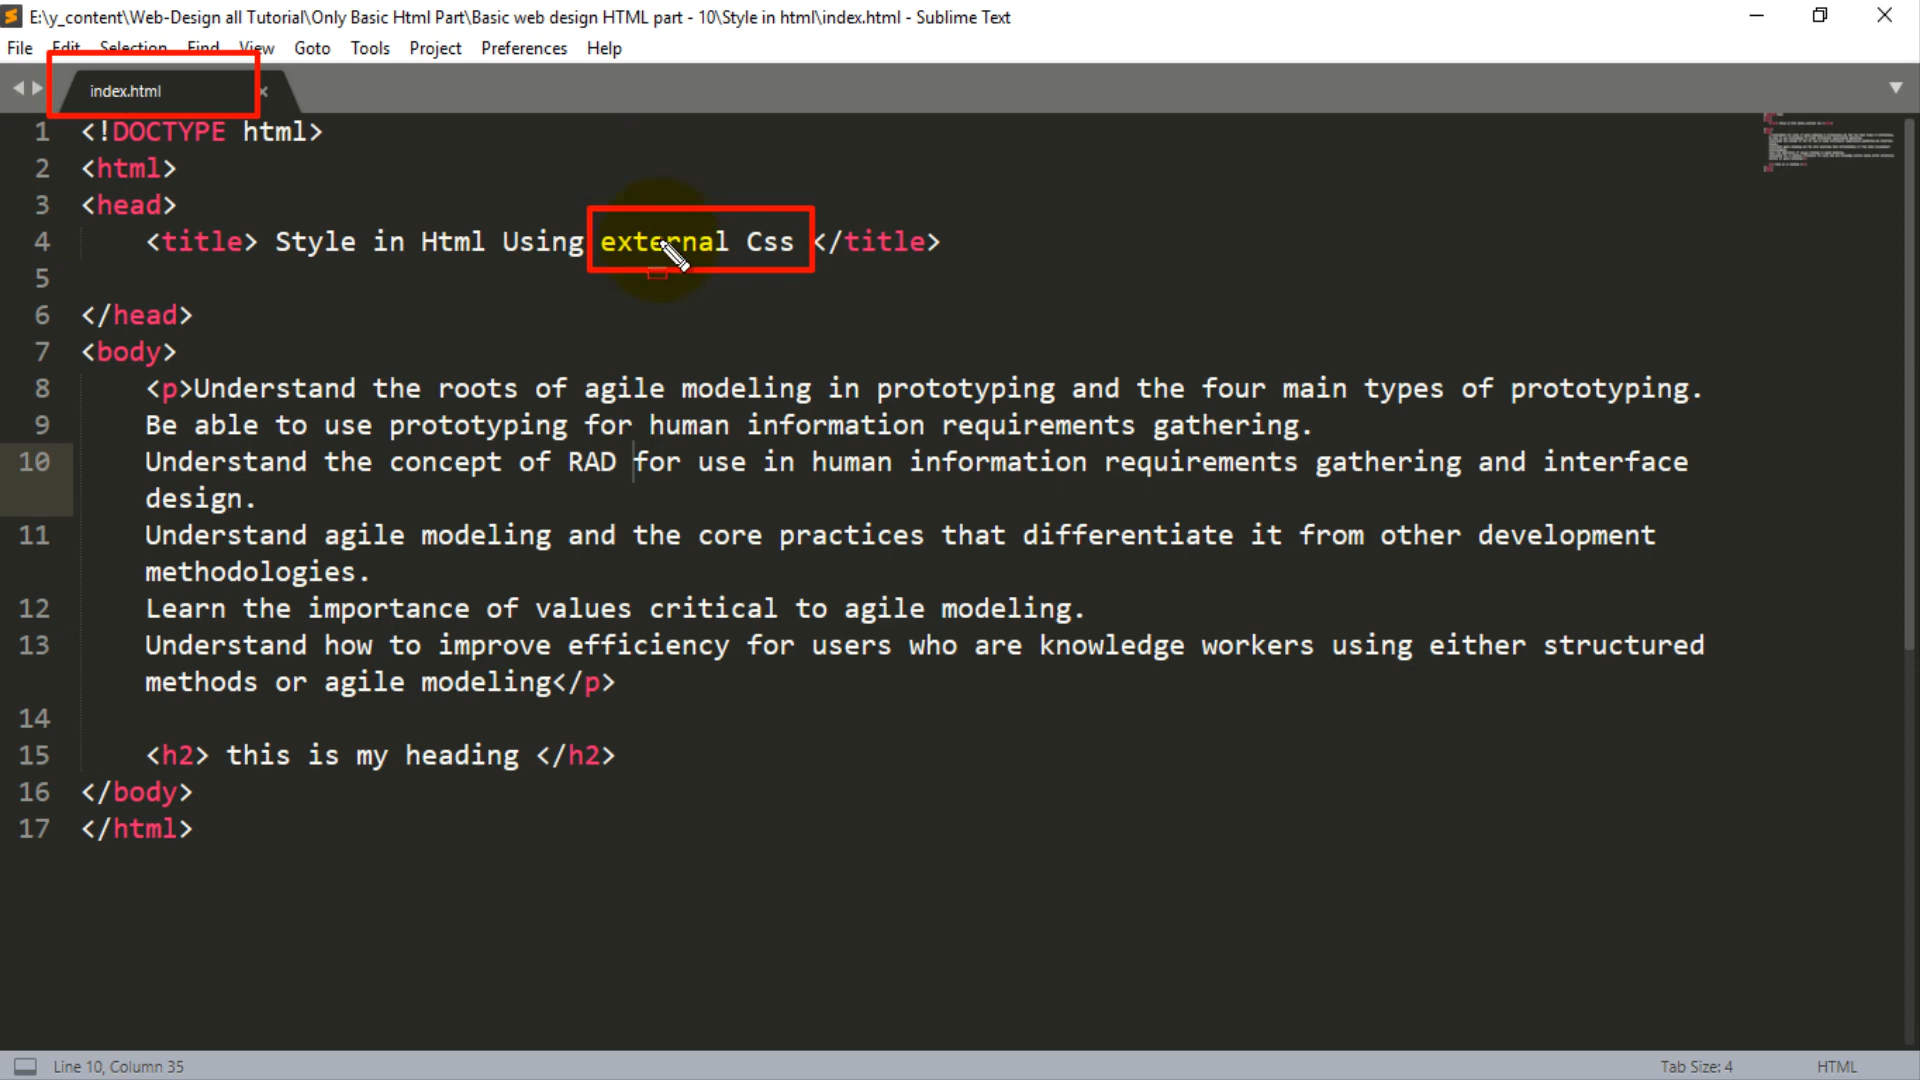 E:\y_content\Web-Design all Tutorial\Only Basic Html Part\Basic web design HTML part - 10\Style in html\index.html - Sublime Text
File Edit Selection Find View Goto Tools Project Preferences Help
index.html
1 <!DOCTYPE html>
2 <html>
3 <head>
4 <title> Style in Html Using external Css </title>
5
6 </head>
7 <body>
8 <p>Understand the roots of agile modeling in prototyping and the four main types of prototyping.
9 Be able to use prototyping for human information requirements gathering.
10 Understand the concept of RAD for use in human information requirements gathering and interface
design.
11 Understand agile modeling and the core practices that differentiate it from other development
methodologies.
12 Learn the importance of values critical to agile modeling.
13 Understand how to improve efficiency for users who are knowledge workers using either structured
methods or agile modeling</p>
14
15 <h2> this is my heading </h2>
16 </body>
17 </html>
Line 10, Column 35 Tab Size: 4 HTML